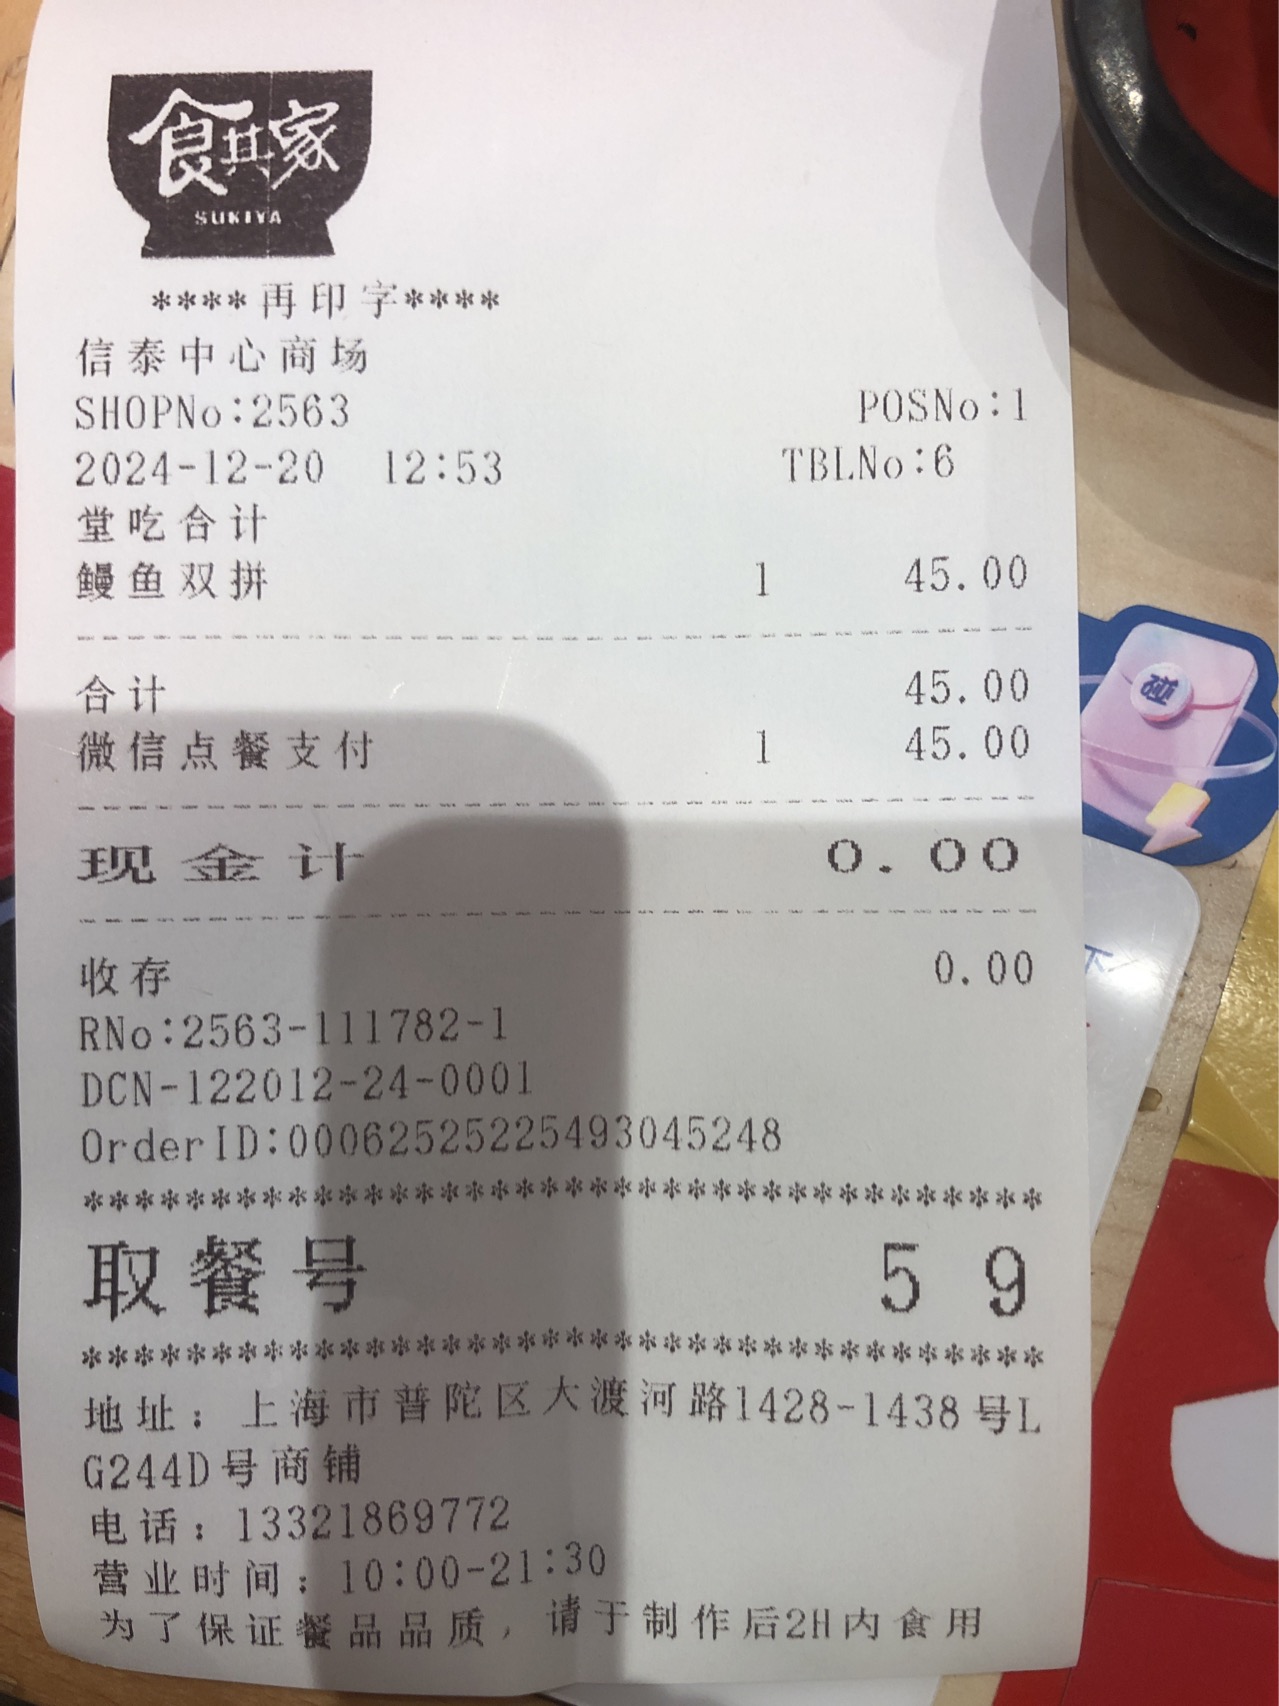 食其家
SUKIYA
****再印字****
信泰中心商场
SHOPNo:2563 POSNo:1
2024-12-20 12:53 TBLNo:6
堂吃合计
鳗鱼双拼 1 45.00
合计 45.00
微信点餐支付 1 45.00
现金计 0.00
收存 0.00
RNo:2563-111782-1
DCN-122012-24-0001
OrderID:000625252225493045248
**************************************
取餐号 59
**************************************
地址：上海市普陀区大渡河路1428-1438号L
G244D号商铺
电话：13321869772
营业时间：10:00-21:30
为了保证餐品品质，请于制作后2H内食用
碰